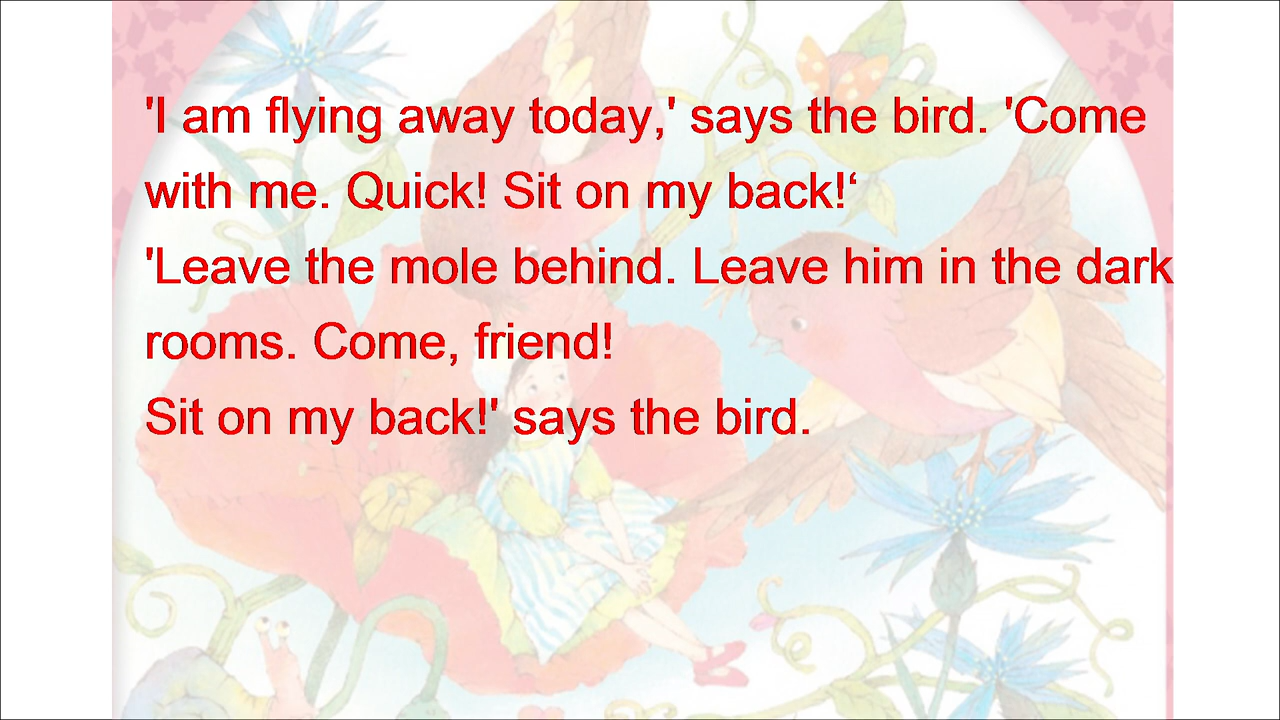 'I am flying away today,' says the bird. 'Come
with me. Quick! Sit on my back!‘
'Leave the mole behind. Leave him in the dark
rooms. Come, friend!
Sit on my back!' says the bird.